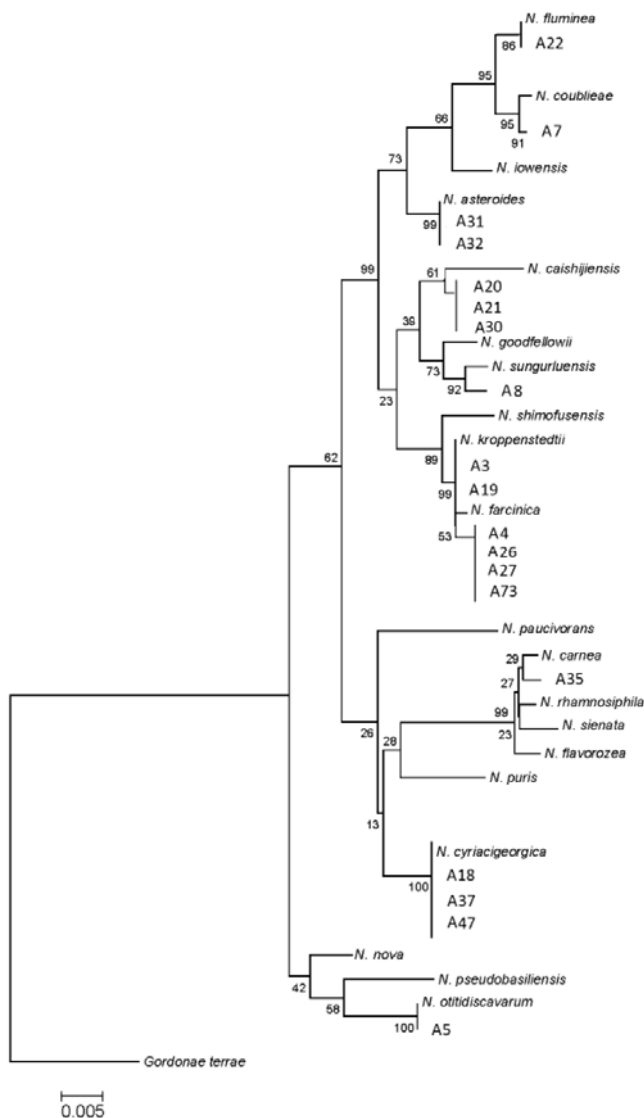 N. fluminea
86 A22
95
N. coublieae
95 A7
91
66
N. iowensis
73
N. asteroides
A31
99
A32
99
61 N. caishijiensis
A20
A21
A30
39
N. goodfellowii
73 N. sungurluensis
92 A8
23
N. shimofusensis
N. kroppenstedtii
89 A3
99 A19
N. farcinica
53 A4
A26
A27
A73
62
N. paucivorans
29 N. carnea
27 A35
99 N. rhamnosiphila
23 N. sienata
N. flavorozea
26 28
N. puris
13
N. cyriacigeorgica
100 A18
A37
A47
N. nova
42
N. pseudobasiliensis
58 N. otitidiscavarum
100 A5
Gordonae terrae
0.005